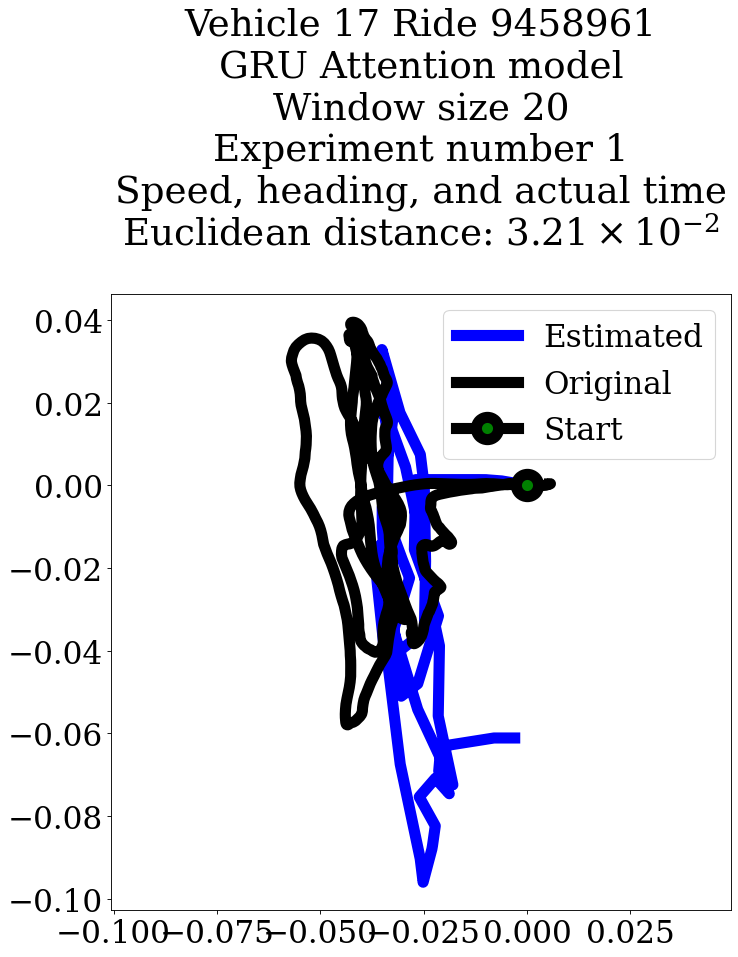 Vehicle 17 Ride 9458961
GRU Attention model
Window size 20
Experiment number 1
Speed, heading, and actual time
Euclidean distance: 3.21 × 10⁻²
Estimated
Original
Start
0.04
0.02
0.00
−0.02
−0.04
−0.06
−0.08
−0.10
−0.100 −0.075 −0.050 −0.025 0.000 0.025